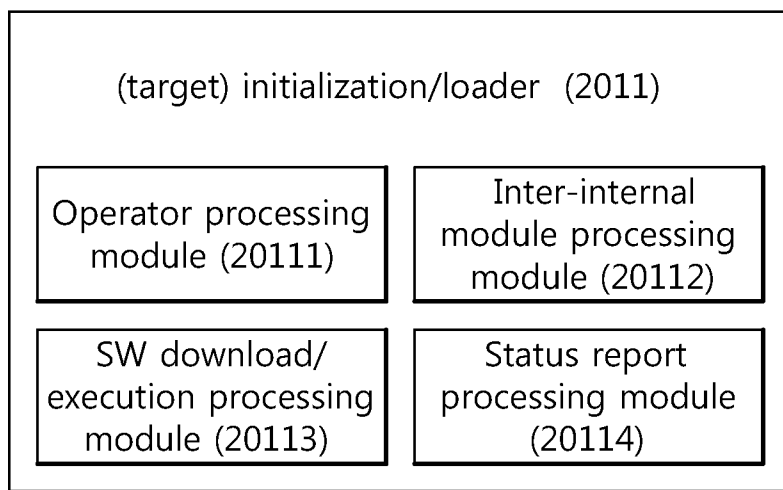 (target) initialization/loader (2011)
Operator processing
module (20111)
Inter-internal
module processing
module (20112)
SW download/
execution processing
module (20113)
Status report
processing module
(20114)